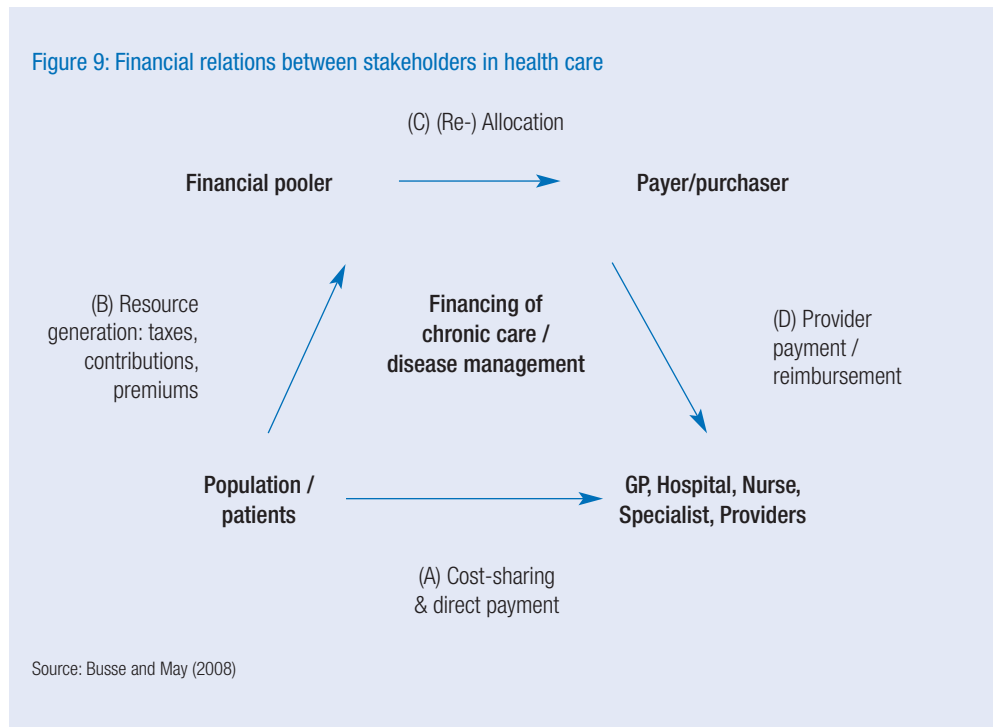 Figure 9: Financial relations between stakeholders in health care
(C) (Re-) Allocation
Financial pooler
Payer/purchaser
(B) Resource
generation: taxes,
contributions,
premiums
Financing of
chronic care /
disease management
(D) Provider
payment /
reimbursement
Population /
patients
GP, Hospital, Nurse,
Specialist, Providers
(A) Cost-sharing
& direct payment
Source: Busse and May (2008)